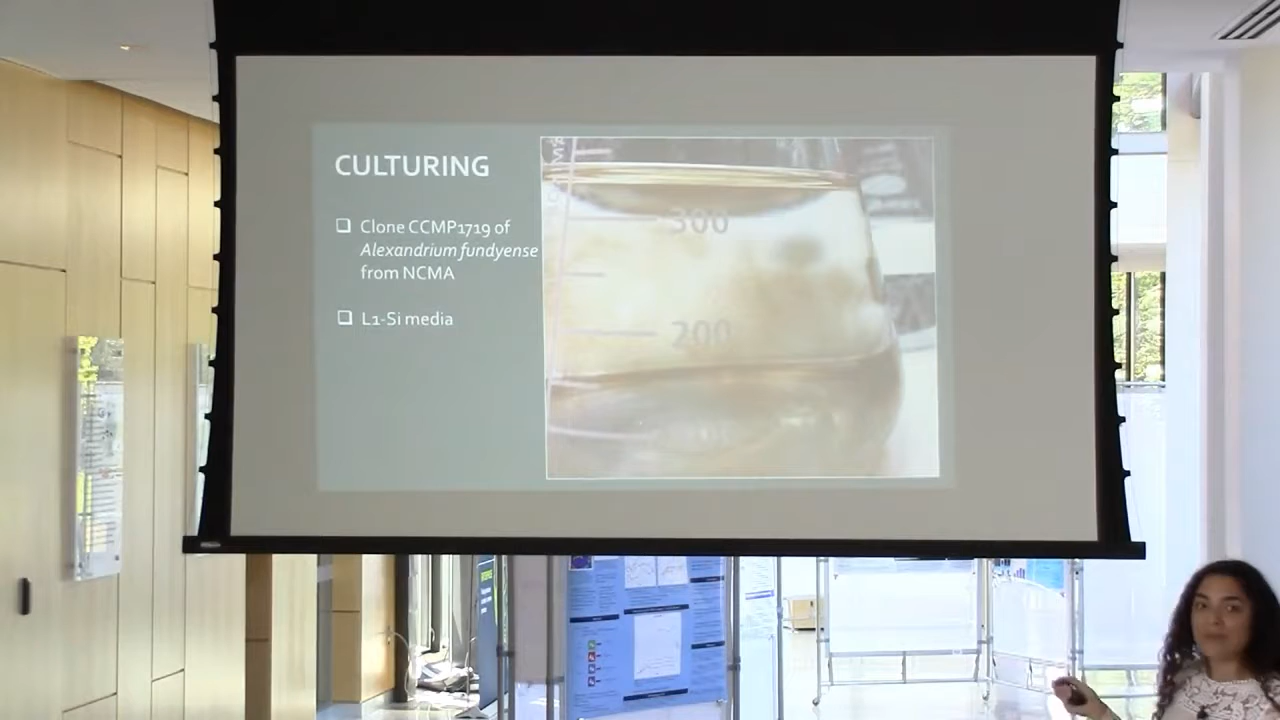 CULTURING
Clone CCMP1719 of
Alexandrium fundyense
from NCMA
L1-Si media
300
200